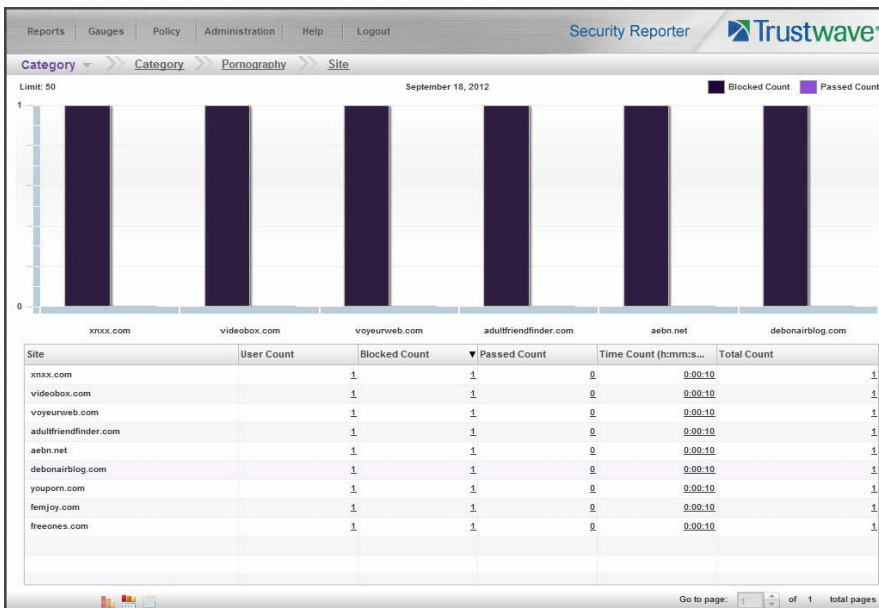 Reports Gauges Policy Administration Help Logout Security Reporter Trustwave®
Category Category Pornography Site
Limit: 50 September 18, 2012 Blocked Count Passed Count
1
0
xnxx.com videobox.com voyeurweb.com adultfriendfinder.com aebn.net debonairblog.com
Site User Count Blocked Count Passed Count Time Count (h:mm:s... Total Count
xnxx.com 1 1 0 0:00:10 1
videobox.com 1 1 0 0:00:10 1
voyeurweb.com 1 1 0 0:00:10 1
adultfriendfinder.com 1 1 0 0:00:10 1
aebn.net 1 1 0 0:00:10 1
debonairblog.com 1 1 0 0:00:10 1
youporn.com 1 1 0 0:00:10 1
femjoy.com 1 1 0 0:00:10 1
freeones.com 1 1 0 0:00:10 1
Go to page: 1 of 1 total pages